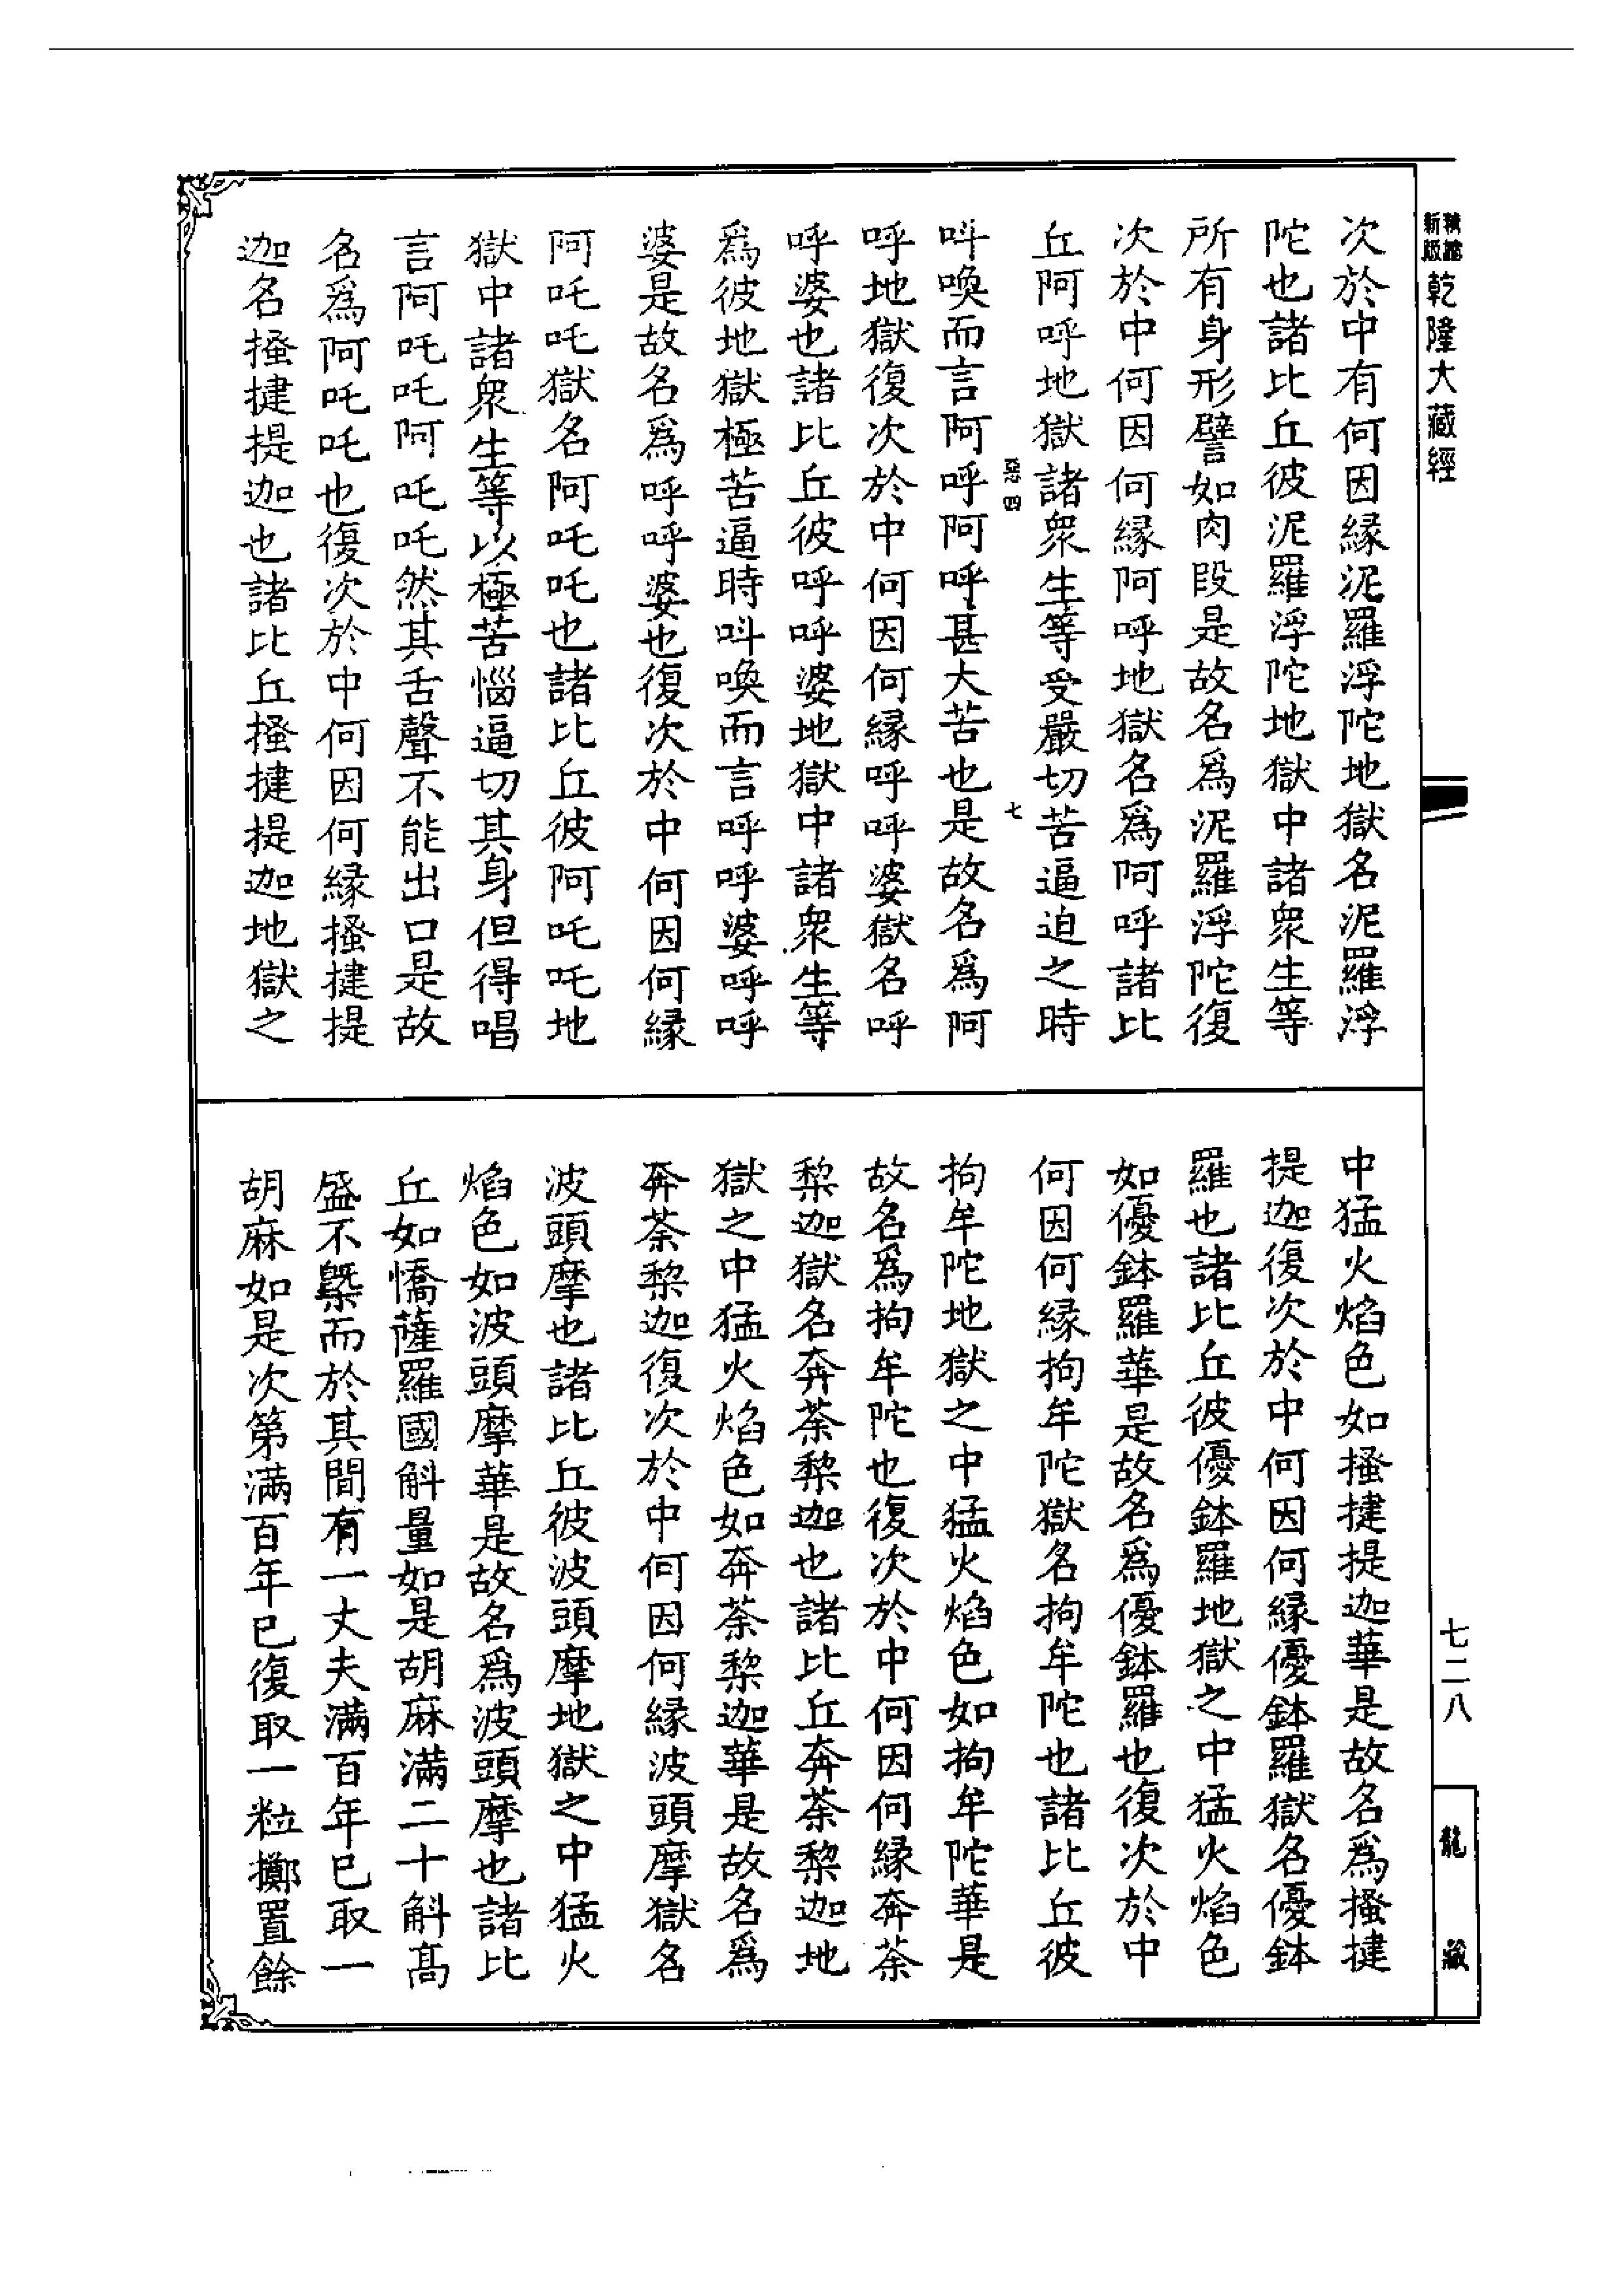 新版
乾隆大藏經
次於中有何因緣泥羅浮陀地獄名泥羅浮
陀也諸比丘彼泥羅浮陀地獄中諸衆生等
所有身形譬如肉段是故名爲泥羅浮陀復
次於中何因何緣阿呼地獄名爲阿呼諸比
丘阿呼地獄諸衆生等受嚴切苦逼迫之時
惡四 七
叫喚而言阿呼阿呼甚大苦也是故名爲阿
呼地獄復次於中何因何緣呼呼婆獄名呼
呼婆也諸比丘彼呼呼婆地獄中諸衆生等
爲彼地獄極苦逼時叫喚而言呼呼婆呼呼
婆是故名爲呼呼婆也復次於中何因何緣
阿吒吒獄名阿吒吒也諸比丘彼阿吒吒地
獄中諸衆生等以極苦惱逼切其身但得唱
言阿吒吒阿吒吒然其舌聲不能出口是故
名爲阿吒吒也復次於中何因何緣搔揵提
迦名搔揵提迦也諸比丘搔揵提迦地獄之
中猛火焰色如搔揵提迦華是故名爲搔揵
提迦復次於中何因何緣優鉢羅獄名優鉢
羅也諸比丘彼優鉢羅地獄之中猛火焰色
如優鉢羅華是故名爲優鉢羅也復次於中
何因何緣拘牟陀獄名拘牟陀也諸比丘彼
拘牟陀地獄之中猛火焰色如拘牟陀華是
故名爲拘牟陀也復次於中何因何緣奔荼
梨迦獄名奔荼梨迦也諸比丘奔荼梨迦地
獄之中猛火焰色如奔荼梨迦華是故名爲
奔荼梨迦復次於中何因何緣波頭摩獄名
波頭摩也諸比丘彼波頭摩地獄之中猛火
焰色如波頭摩華是故名爲波頭摩也諸比
丘如憍薩羅國斛量如是胡麻滿二十斛高
盛不槩而於其間有一丈夫滿百年已取一
胡麻如是次第滿百年已復取一粒擲置餘
七二八
龍藏